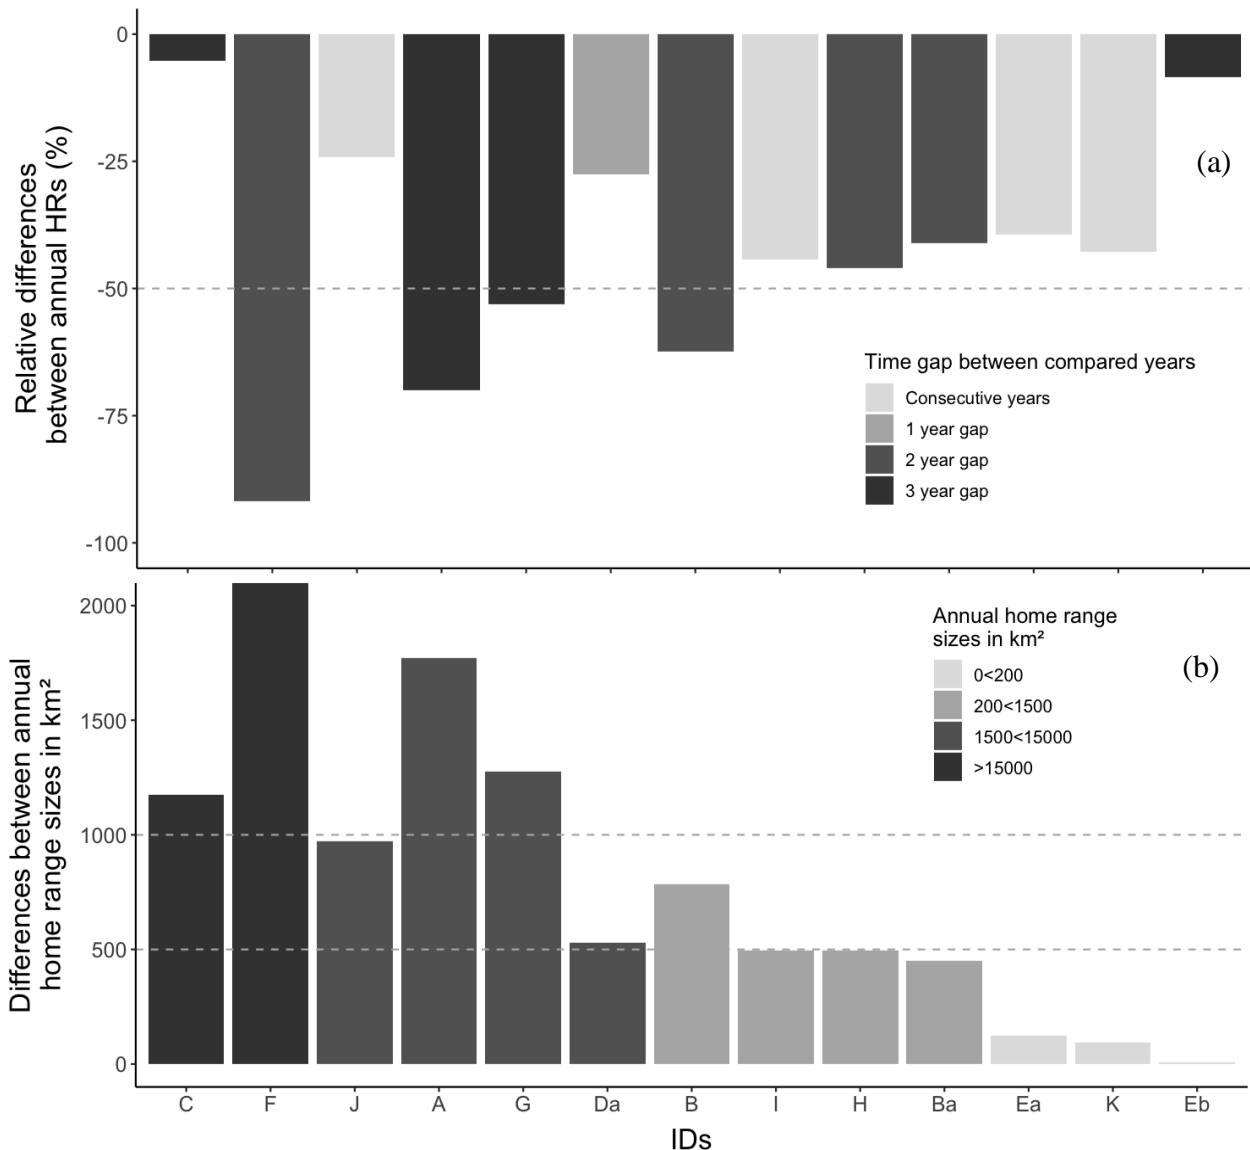 0
-25
-50
-75
-100
Relative differences
between annual HRs (%)
(a)
Time gap between compared years
Consecutive years
1 year gap
2 year gap
3 year gap
2000
1500
1000
500
0
Differences between annual
home range sizes in km²
Annual home range
sizes in km²
(b)
0<200
200<1500
1500<15000
>15000
C F J A G Da B I H Ba Ea K Eb
IDs